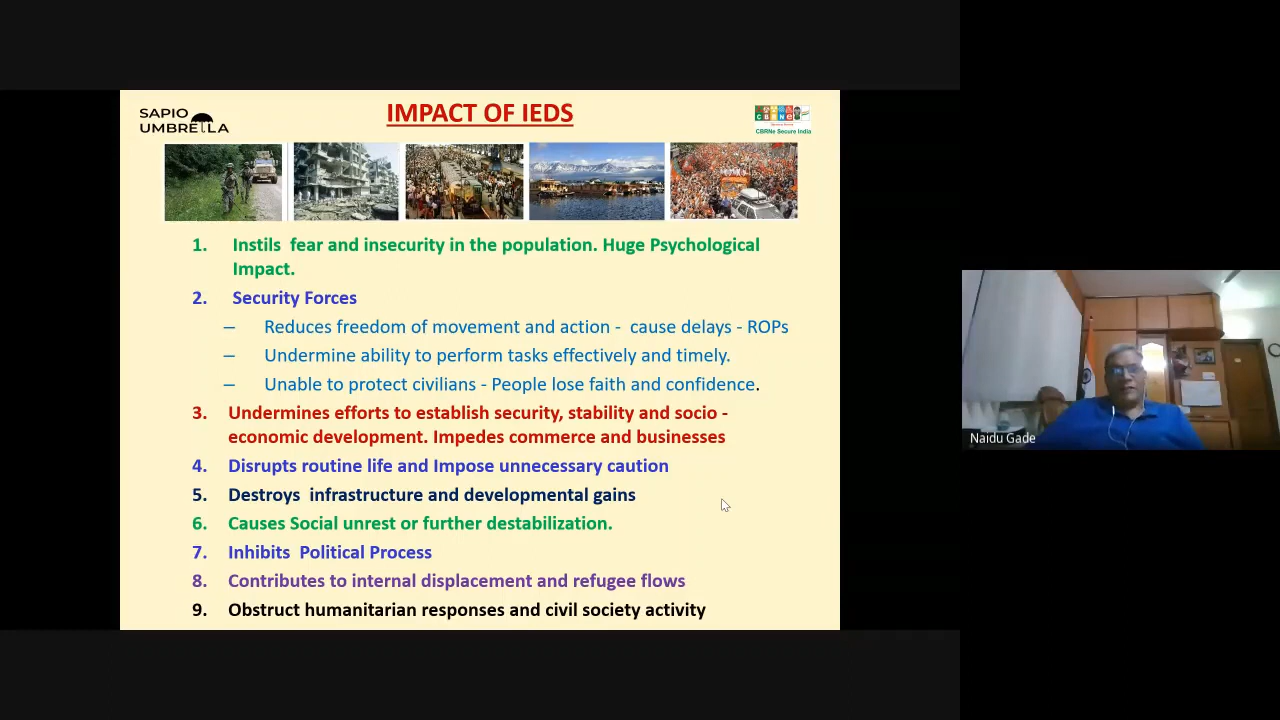 SAPIO
UMBRELLA
IMPACT OF IEDS
CBRNe
CBRNe Secure India
1. Instils fear and insecurity in the population. Huge Psychological
Impact.
2. Security Forces
– Reduces freedom of movement and action - cause delays - ROPs
– Undermine ability to perform tasks effectively and timely.
– Unable to protect civilians - People lose faith and confidence.
3. Undermines efforts to establish security, stability and socio -
economic development. Impedes commerce and businesses
4. Disrupts routine life and Impose unnecessary caution
5. Destroys infrastructure and developmental gains
6. Causes Social unrest or further destabilization.
7. Inhibits Political Process
8. Contributes to internal displacement and refugee flows
9. Obstruct humanitarian responses and civil society activity
Naidu Gade